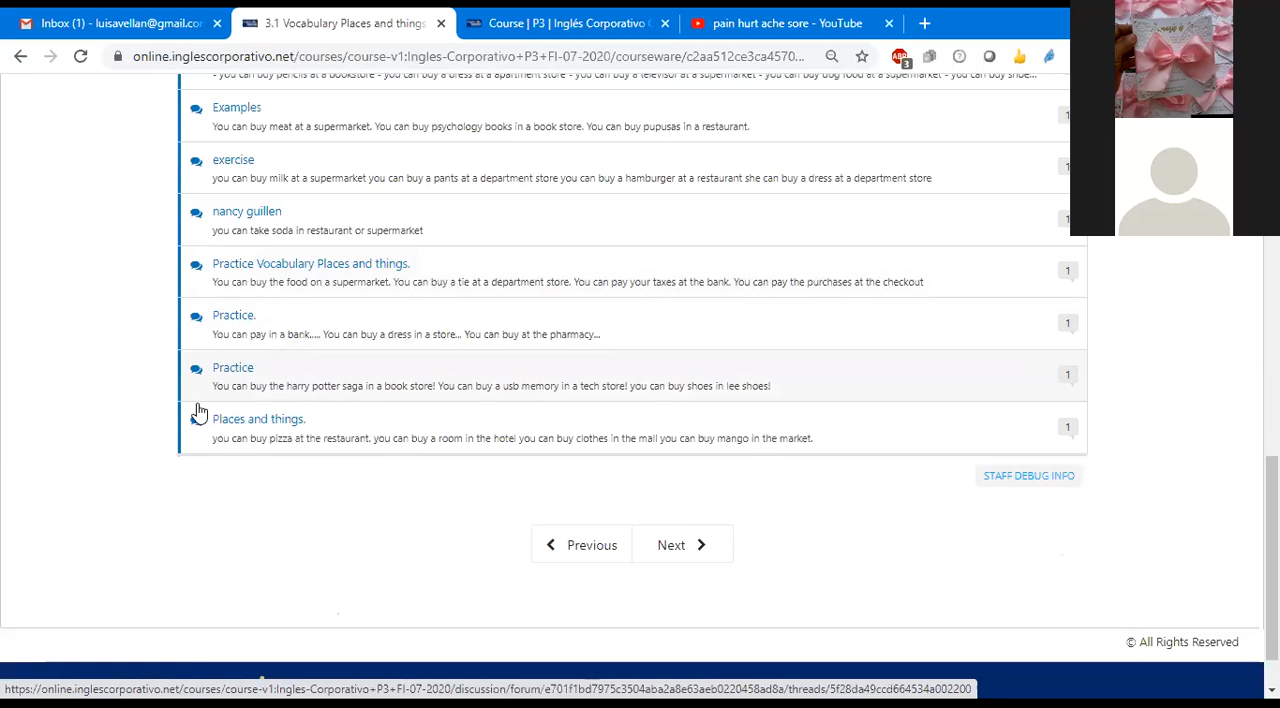 Inbox (1) - luisavellan@gmail.co
3.1 Vocabulary Places and things
Course | P3 | Inglés Corporativo
pain hurt ache sore - YouTube
online.inglescorporativo.net/courses/course-v1:Ingles-Corporativo+P3+FI-07-2020/courseware/c2aa512ce3ca4570...
3
- you can buy pencils at a bookstore - you can buy a dress at a apartment store - you can buy a televisor at a supermarket - you can buy dog food at a supermarket - you can buy shoe...
Examples
You can buy meat at a supermarket. You can buy psychology books in a book store. You can buy pupusas in a restaurant.
1
exercise
you can buy milk at a supermarket you can buy a pants at a department store you can buy a hamburger at a restaurant she can buy a dress at a department store
1
nancy guillen
you can take soda in restaurant or supermarket
1
Practice Vocabulary Places and things.
You can buy the food on a supermarket. You can buy a tie at a department store. You can pay your taxes at the bank. You can pay the purchases at the checkout
1
Practice.
You can pay in a bank..... You can buy a dress in a store... You can buy at the pharmacy...
1
Practice
You can buy the harry potter saga in a book store! You can buy a usb memory in a tech store! you can buy shoes in lee shoes!
1
Places and things.
you can buy pizza at the restaurant. you can buy a room in the hotel you can buy clothes in the mall you can buy mango in the market.
1
STAFF DEBUG INFO
Previous
Next
© All Rights Reserved
https://online.inglescorporativo.net/courses/course-v1:Ingles-Corporativo+P3+FI-07-2020/discussion/forum/e701f1bd7975c3504aba2a8e63aeb0220458ad8a/threads/5f28da49ccd664534a002200